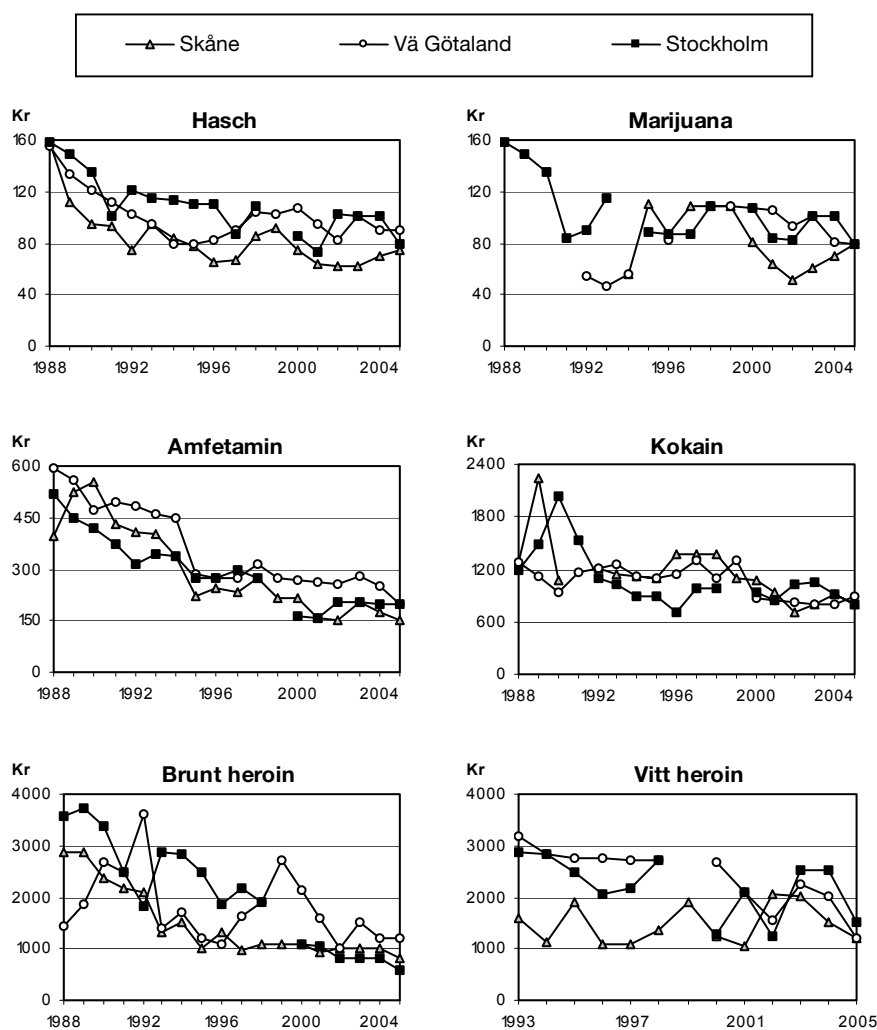 Skåne Vä Götaland Stockholm
Kr
Hasch
160
120
80
40
0
1988 1992 1996 2000 2004
Kr
Marijuana
160
120
80
40
0
1988 1992 1996 2000 2004
Kr
Amfetamin
600
450
300
150
0
1988 1992 1996 2000 2004
Kr
Kokain
2400
1800
1200
600
0
1988 1992 1996 2000 2004
Kr
Brunt heroin
4000
3000
2000
1000
0
1988 1992 1996 2000 2004
Kr
Vitt heroin
4000
3000
2000
1000
0
1993 1997 2001 2005